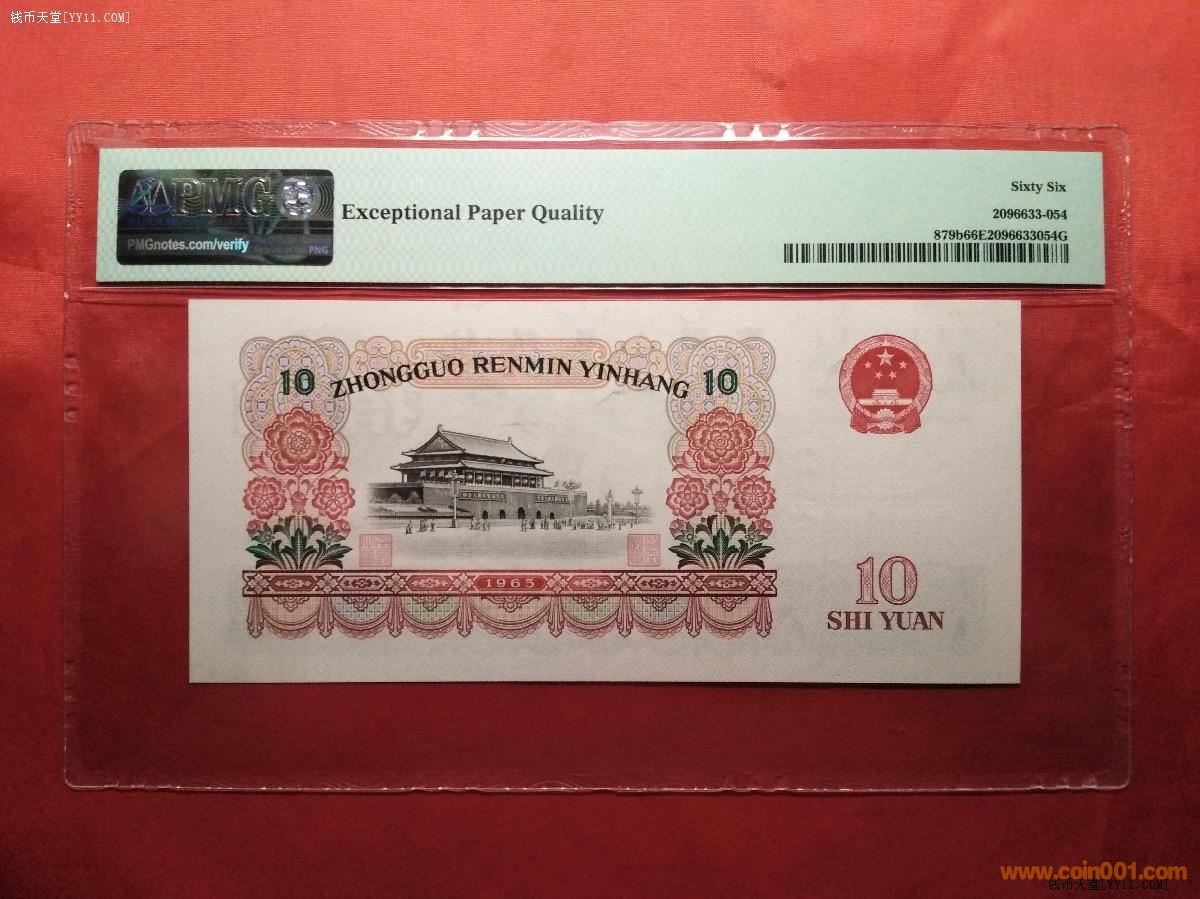 钱币天堂[YY11.COM]
PMG
PMGnotes.com/verify
PNG
Exceptional Paper Quality
Sixty Six
2096633-054
879b66E2096633054G
10 ZHONGGUO RENMIN YINHANG 10
1965
10
SHI YUAN
www.coin001.com
钱币天堂[YY11.COM]